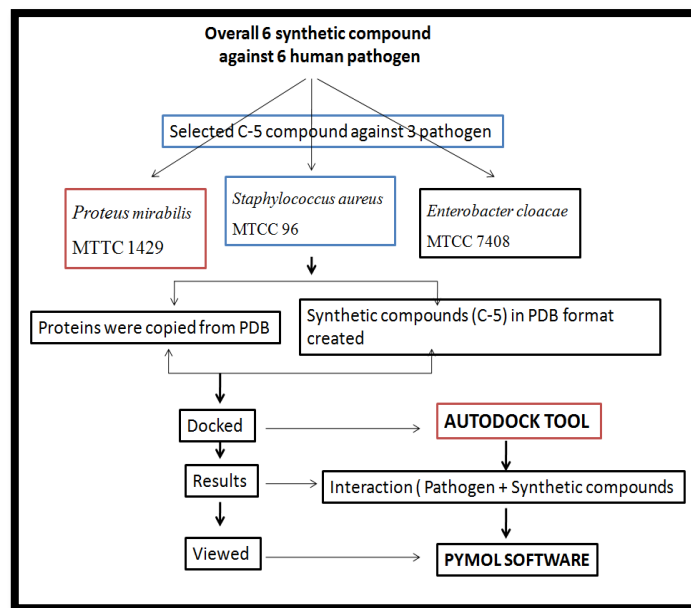 Overall 6 synthetic compound
against 6 human pathogen
Selected C-5 compound against 3 pathogen
Proteus mirabilis
MTTC 1429
Staphylococcus aureus
MTCC 96
Enterobacter cloacae
MTCC 7408
Proteins were copied from PDB
Synthetic compounds (C-5) in PDB format
created
Docked
AUTODOCK TOOL
Results
Interaction ( Pathogen + Synthetic compounds
Viewed
PYMOL SOFTWARE